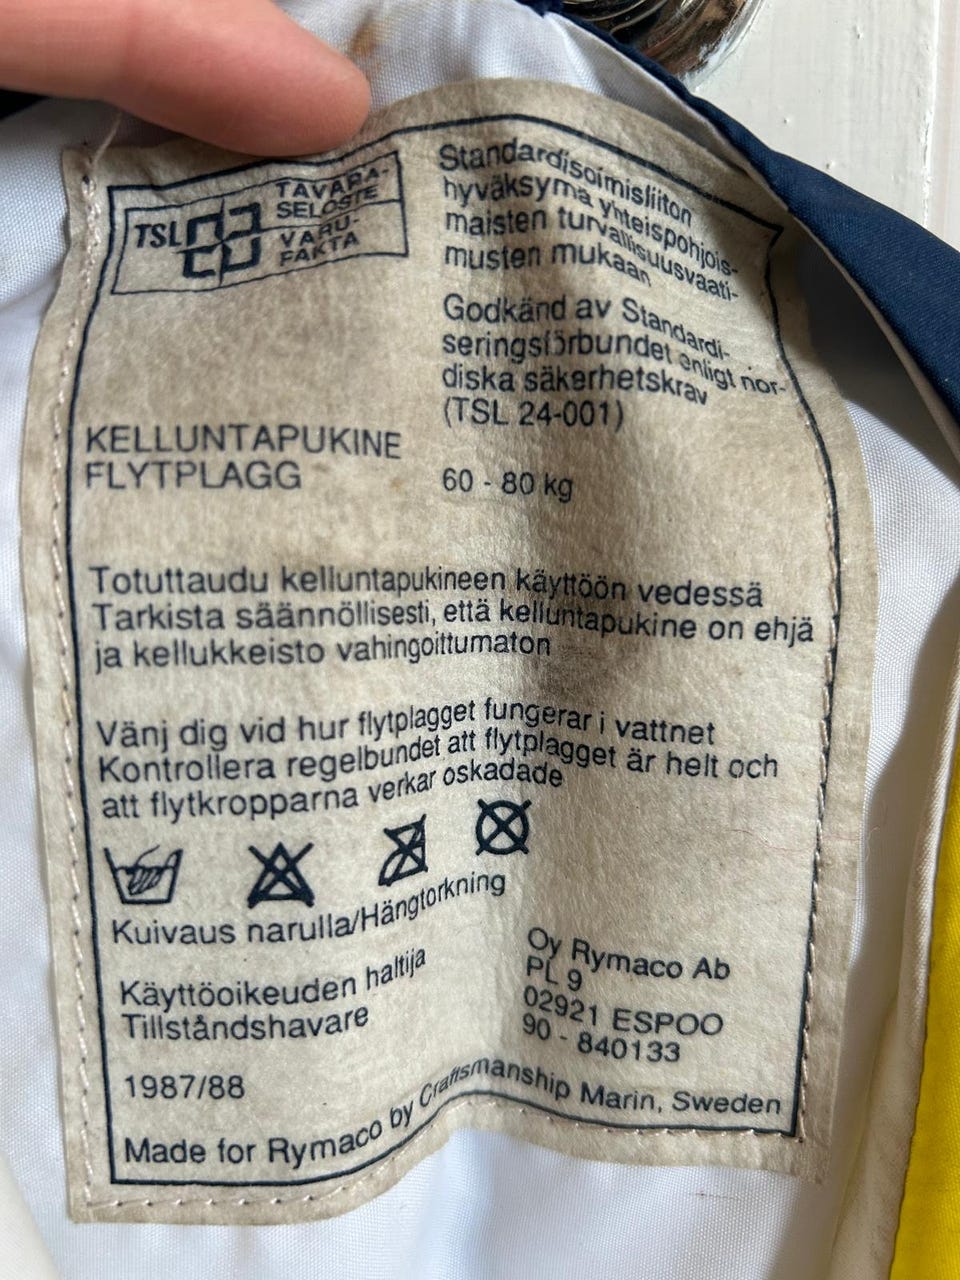 TSL
TAVARA-
SELOSTE
VARU-
FAKTA
Standardisoimisliiton
hyväksymä yhteispohjois-
maisten turvallisuusvaati-
musten mukaan
Godkänd av Standardi-
seringsförbundet enligt nor-
diska säkerhetskrav
(TSL 24-001)
KELLUNTAPUKINE
FLYTPLAGG
60 - 80 kg
Totuttaudu kelluntapukineen käyttöön vedessä
Tarkista säännöllisesti, että kelluntapukine on ehjä
ja kellukkeisto vahingoittumaton
Vänj dig vid hur flytplagget fungerar i vattnet
Kontrollera regelbundet att flytplagget är helt och
att flytkropparna verkar oskadade
Kuivaus narulla/Hängtorkning
Käyttöoikeuden haltija
Tillståndshavare
Oy Rymaco Ab
PL 9
02921 ESPOO
90 - 840133
1987/88
Made for Rymaco by Craftsmanship Marin, Sweden